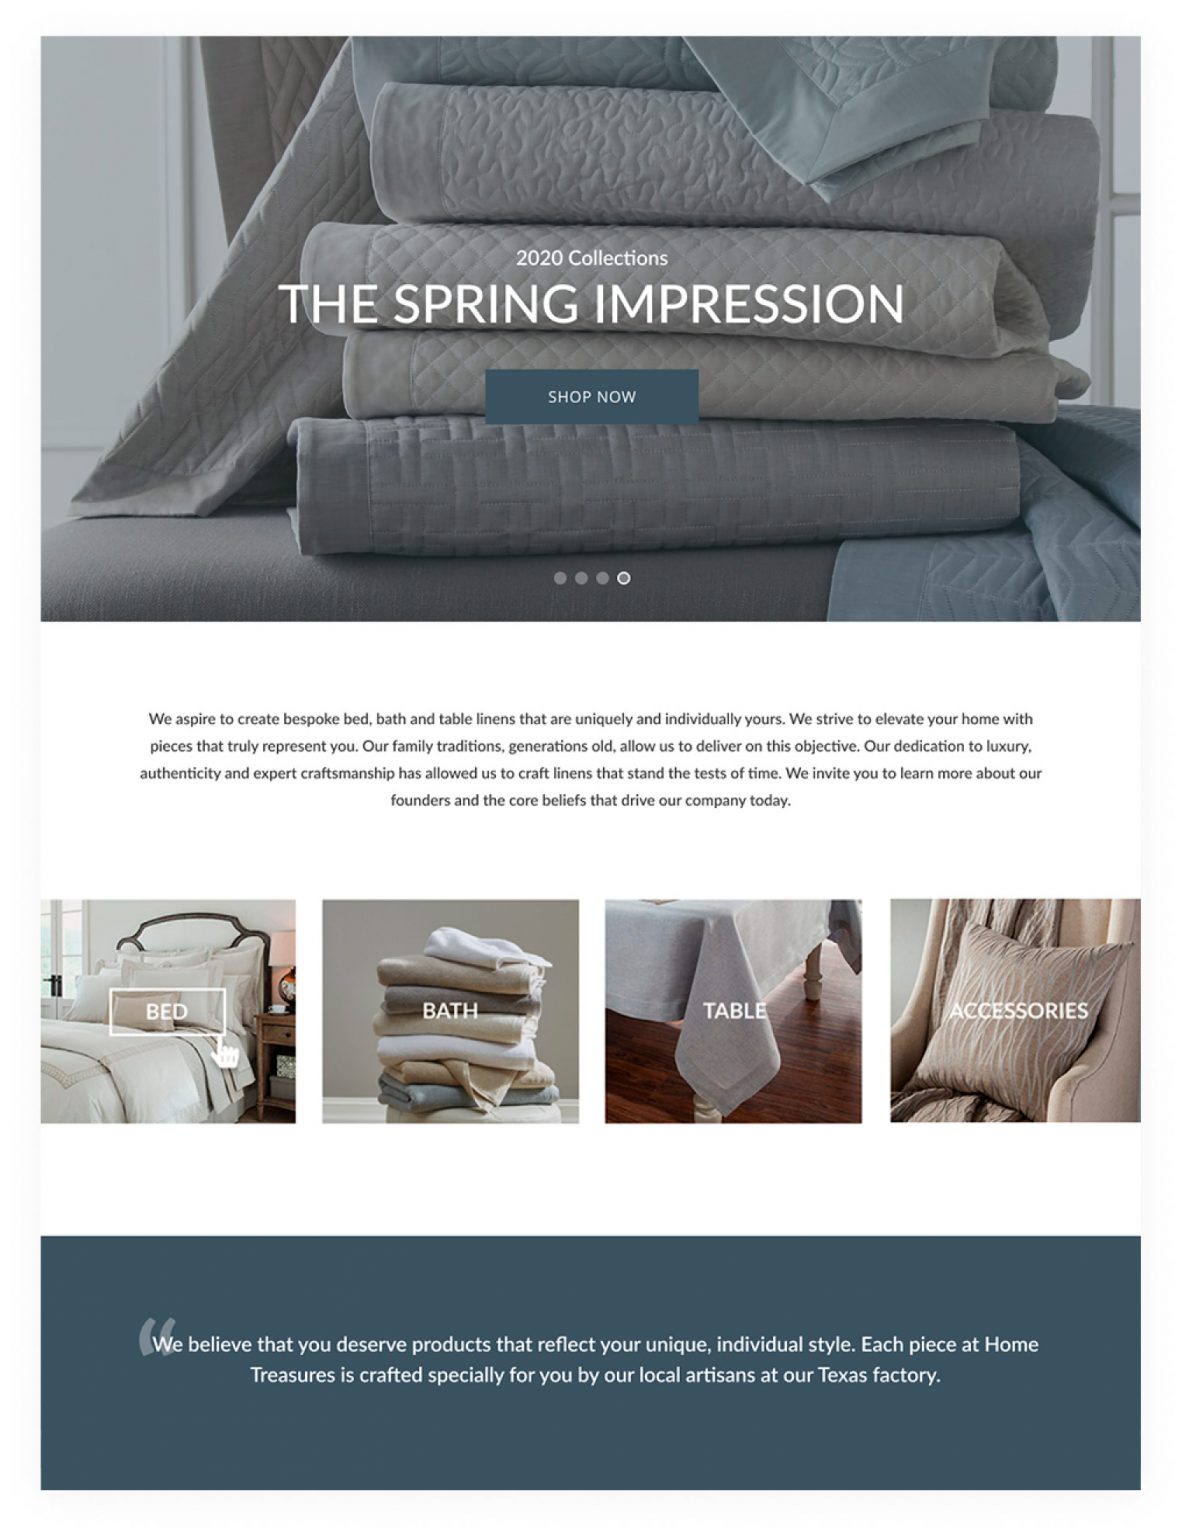 2020 Collections
THE SPRING IMPRESSION
SHOP NOW
We aspire to create bespoke bed, bath and table linens that are uniquely and individually yours. We strive to elevate your home with
pieces that truly represent you. Our family traditions, generations old, allow us to deliver on this objective. Our dedication to luxury,
authenticity and expert craftsmanship has allowed us to craft linens that stand the tests of time. We invite you to learn more about our
founders and the core beliefs that drive our company today.
BED
BATH
TABLE
ACCESSORIES
“We believe that you deserve products that reflect your unique, individual style. Each piece at Home
Treasures is crafted specially for you by our local artisans at our Texas factory.